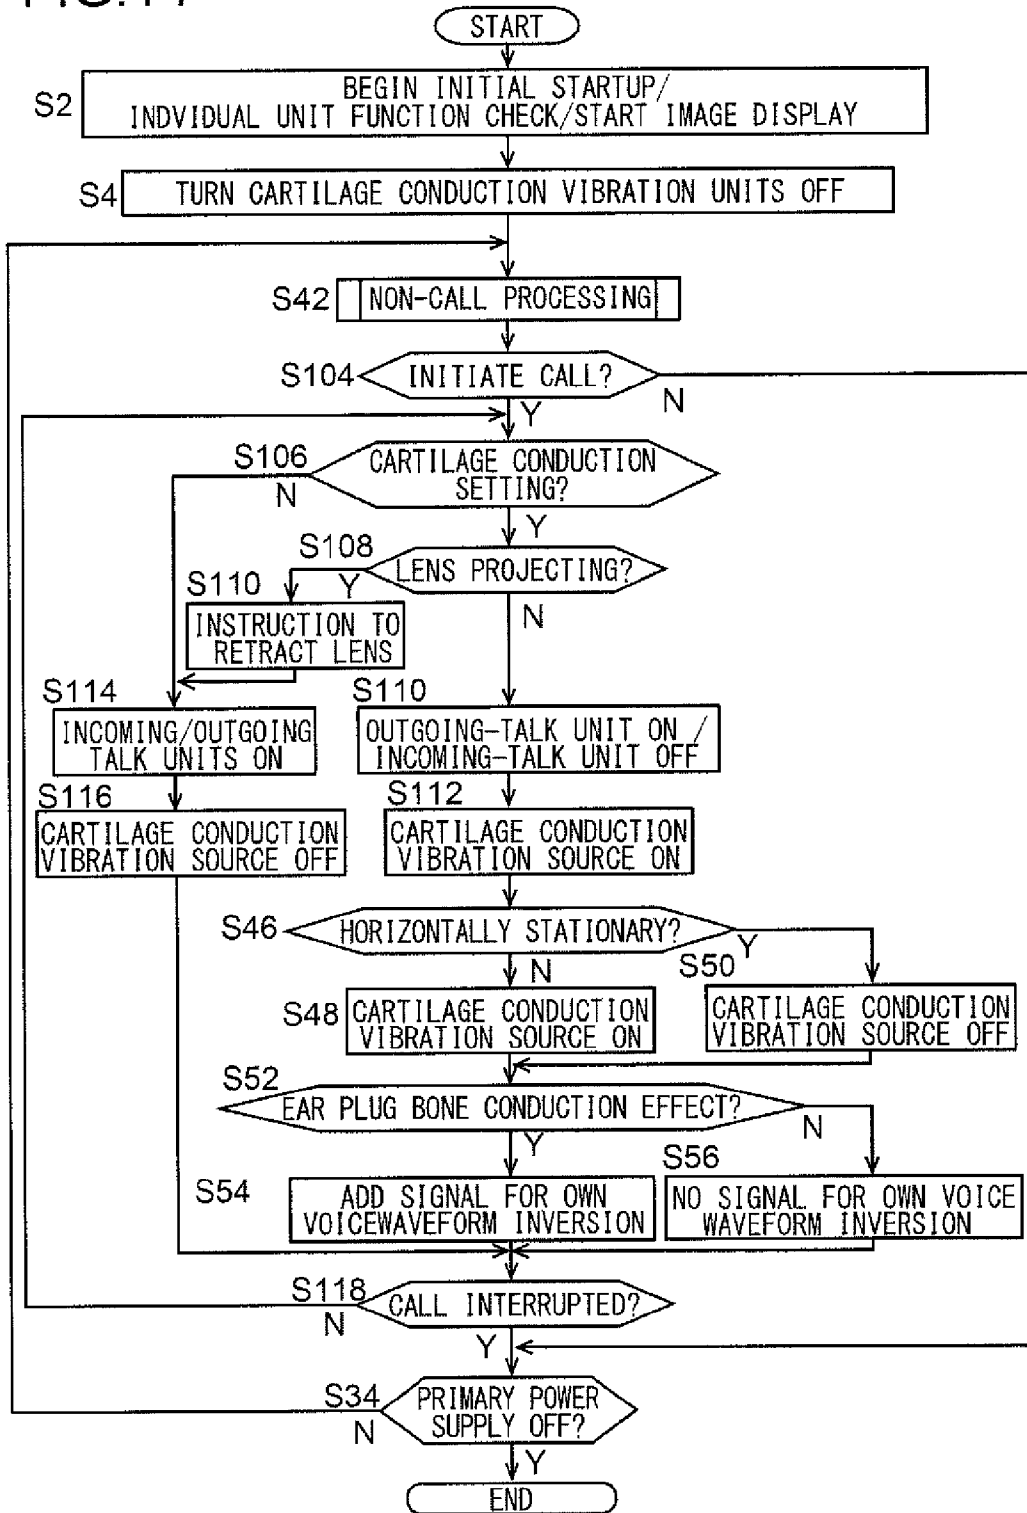 START
S2
BEGIN INITIAL STARTUP/
INDVIDUAL UNIT FUNCTION CHECK/START IMAGE DISPLAY
S4
TURN CARTILAGE CONDUCTION VIBRATION UNITS OFF
S42
NON-CALL PROCESSING
S104
INITIATE CALL?
N
Y
S106
CARTILAGE CONDUCTION
SETTING?
N
Y
S108
LENS PROJECTING?
Y
N
S110
INSTRUCTION TO
RETRACT LENS
S114
INCOMING/OUTGOING
TALK UNITS ON
S110
OUTGOING-TALK UNIT ON /
INCOMING-TALK UNIT OFF
S116
CARTILAGE CONDUCTION
VIBRATION SOURCE OFF
S112
CARTILAGE CONDUCTION
VIBRATION SOURCE ON
S46
HORIZONTALLY STATIONARY?
Y
N
S48
CARTILAGE CONDUCTION
VIBRATION SOURCE ON
S50
CARTILAGE CONDUCTION
VIBRATION SOURCE OFF
S52
EAR PLUG BONE CONDUCTION EFFECT?
N
Y
S54
ADD SIGNAL FOR OWN
VOICEWAVEFORM INVERSION
S56
NO SIGNAL FOR OWN VOICE
WAVEFORM INVERSION
S118
CALL INTERRUPTED?
N
Y
S34
PRIMARY POWER
SUPPLY OFF?
N
Y
END